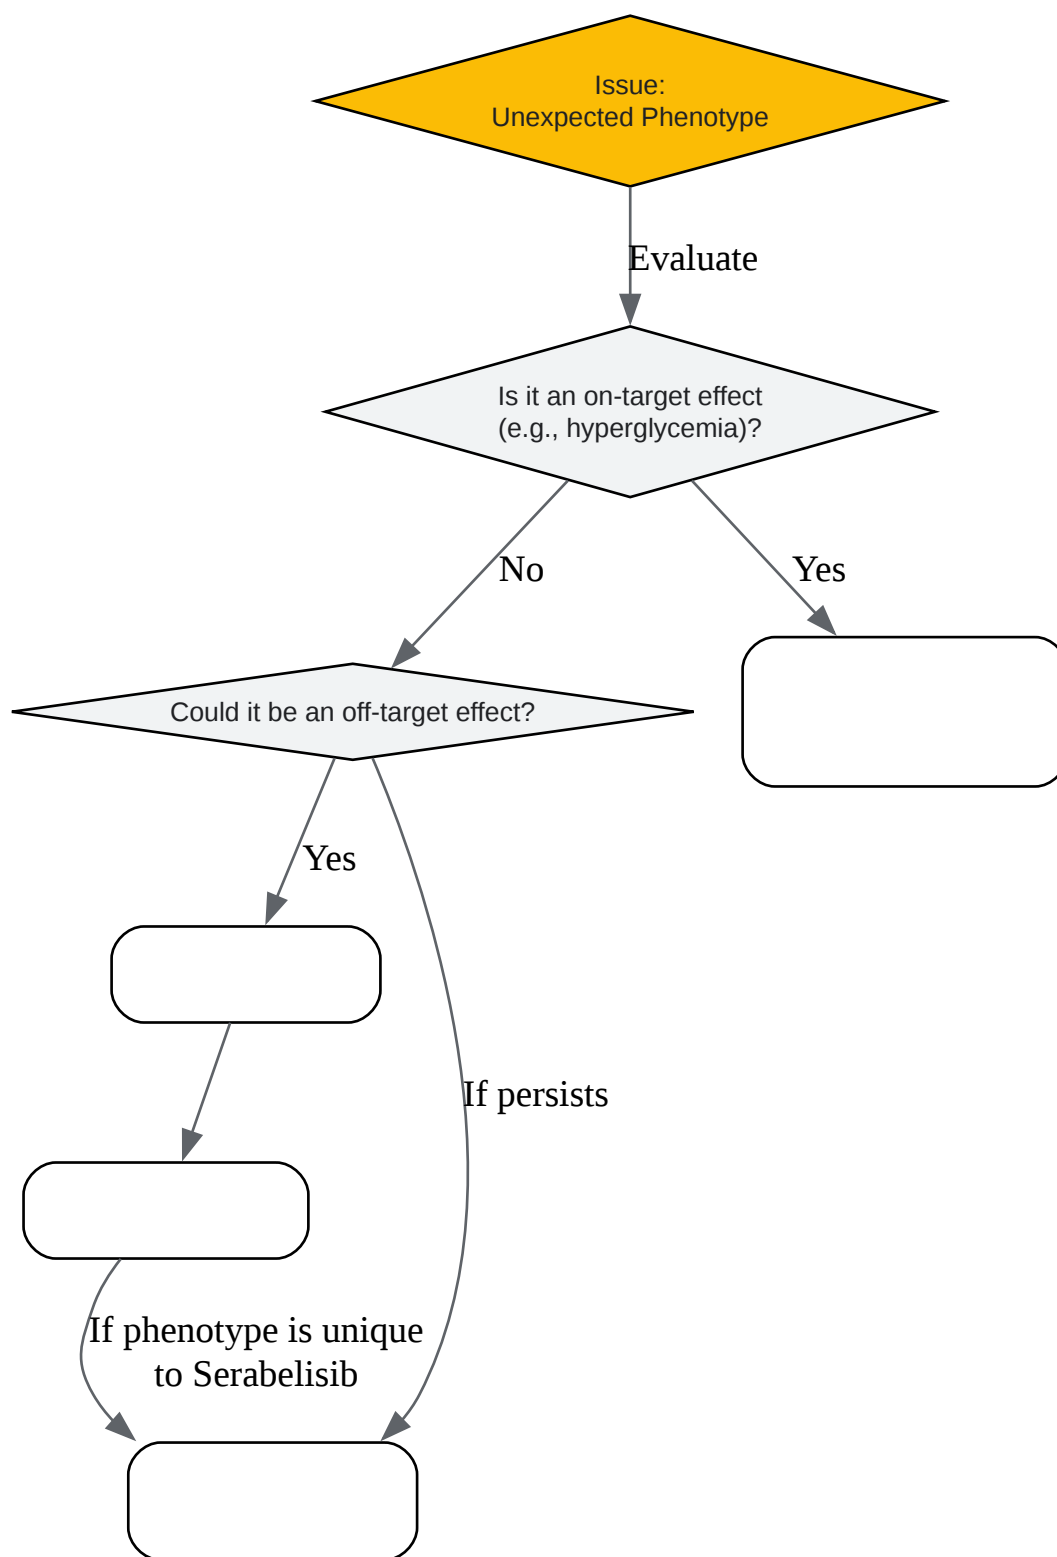 Issue:
Unexpected Phenotype
Evaluate
Is it an on-target effect
(e.g., hyperglycemia)?
No
Yes
Could it be an off-target effect?
Yes
If persists
If phenotype is unique
to Serabelisib